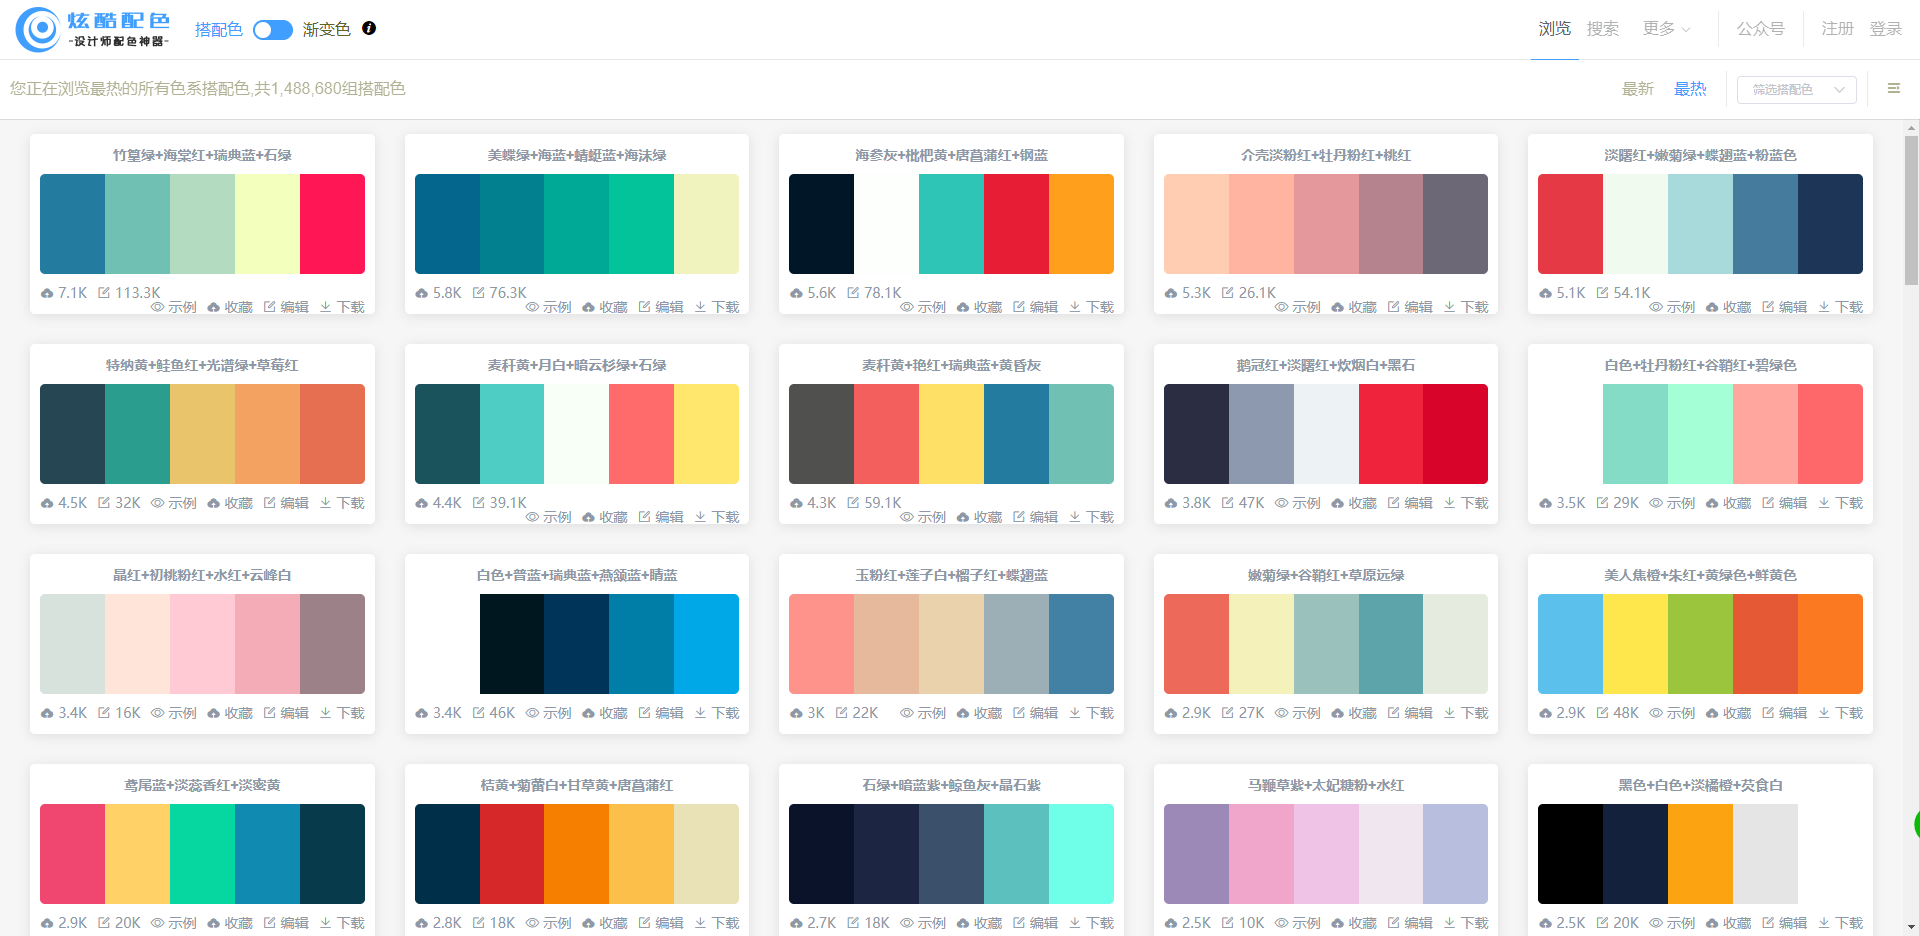 炫酷配色
-设计师配色神器-
搭配色 渐变色
浏览 搜索 更多 公众号 注册 登录
您正在浏览最热的所有色系搭配色,共1,488,680组搭配色
最新 最热 筛选搭配色
竹篁绿+海棠红+瑞典蓝+石绿
7.1K 113.3K
示例 收藏 编辑 下载
美蝶绿+海蓝+蜻蜓蓝+海沫绿
5.8K 76.3K
示例 收藏 编辑 下载
海参灰+枇杷黄+唐菖蒲红+钢蓝
5.6K 78.1K
示例 收藏 编辑 下载
介壳淡粉红+牡丹粉红+桃红
5.3K 26.1K
示例 收藏 编辑 下载
淡曙红+嫩菊绿+蝶翅蓝+粉蓝色
5.1K 54.1K
示例 收藏 编辑 下载
特纳黄+鲑鱼红+光谱绿+草莓红
4.5K 32K 示例 收藏 编辑 下载
麦秆黄+月白+暗云杉绿+石绿
4.4K 39.1K
示例 收藏 编辑 下载
麦秆黄+艳红+瑞典蓝+黄昏灰
4.3K 59.1K
示例 收藏 编辑 下载
鹅冠红+淡曙红+炊烟白+黑石
3.8K 47K 示例 收藏 编辑 下载
白色+牡丹粉红+谷鞘红+碧绿色
3.5K 29K 示例 收藏 编辑 下载
晶红+初桃粉红+水红+云峰白
3.4K 16K 示例 收藏 编辑 下载
白色+普蓝+瑞典蓝+燕颔蓝+睛蓝
3.4K 46K 示例 收藏 编辑 下载
玉粉红+莲子白+榴子红+蝶翅蓝
3K 22K 示例 收藏 编辑 下载
嫩菊绿+谷鞘红+草原远绿
2.9K 27K 示例 收藏 编辑 下载
美人焦橙+朱红+黄绿色+鲜黄色
2.9K 48K 示例 收藏 编辑 下载
鸢尾蓝+淡蕊香红+淡密黄
2.9K 20K 示例 收藏 编辑 下载
桔黄+菊蕾白+甘草黄+唐菖蒲红
2.8K 18K 示例 收藏 编辑 下载
石绿+暗蓝紫+鲸鱼灰+晶石紫
2.7K 18K 示例 收藏 编辑 下载
马鞭草紫+太妃糖粉+水红
2.5K 10K 示例 收藏 编辑 下载
黑色+白色+淡橘橙+芡食白
2.5K 20K 示例 收藏 编辑 下载